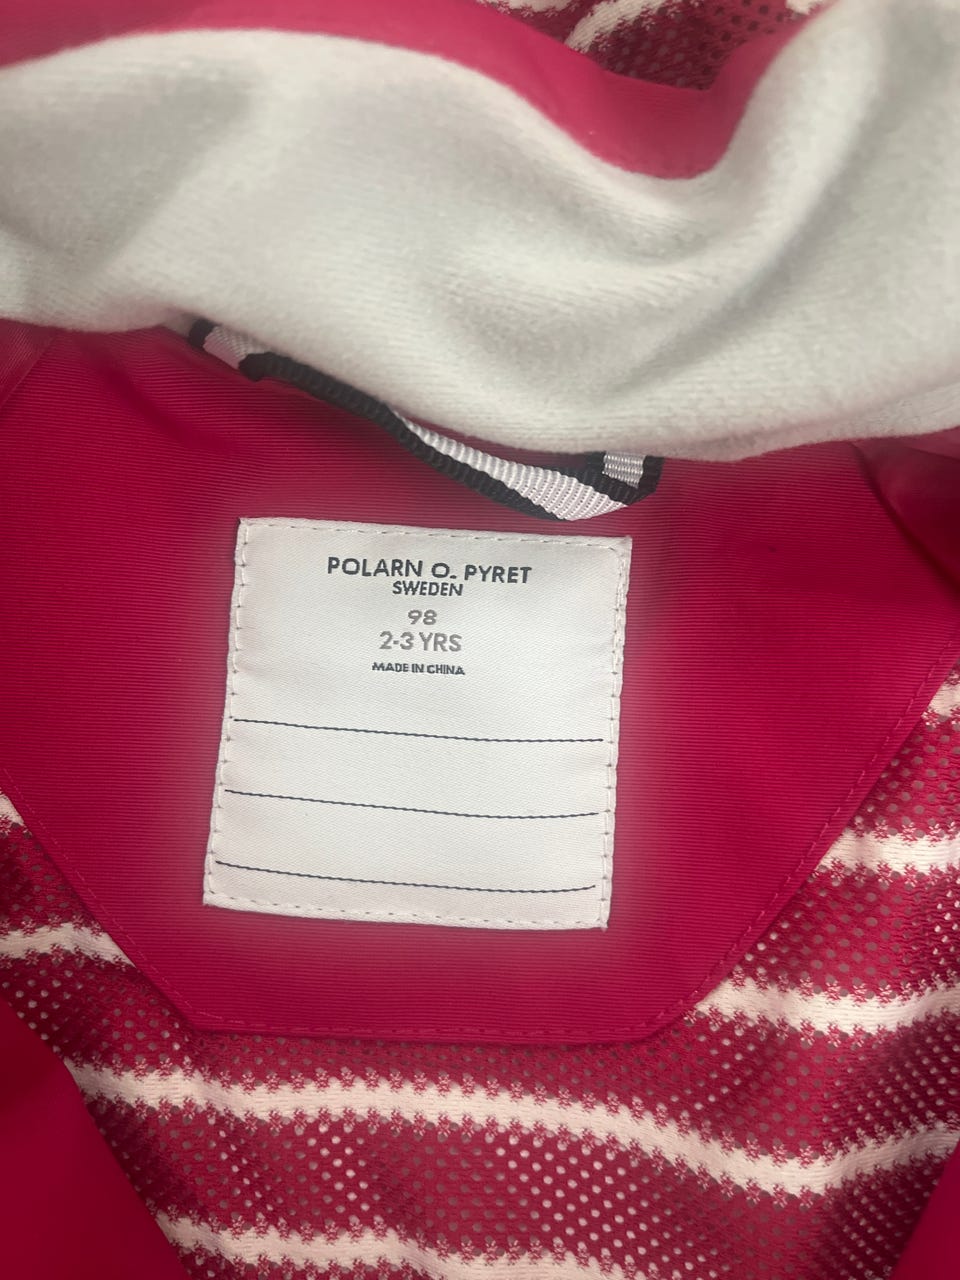 POLARN O. PYRET
SWEDEN
98
2-3 YRS
MADE IN CHINA